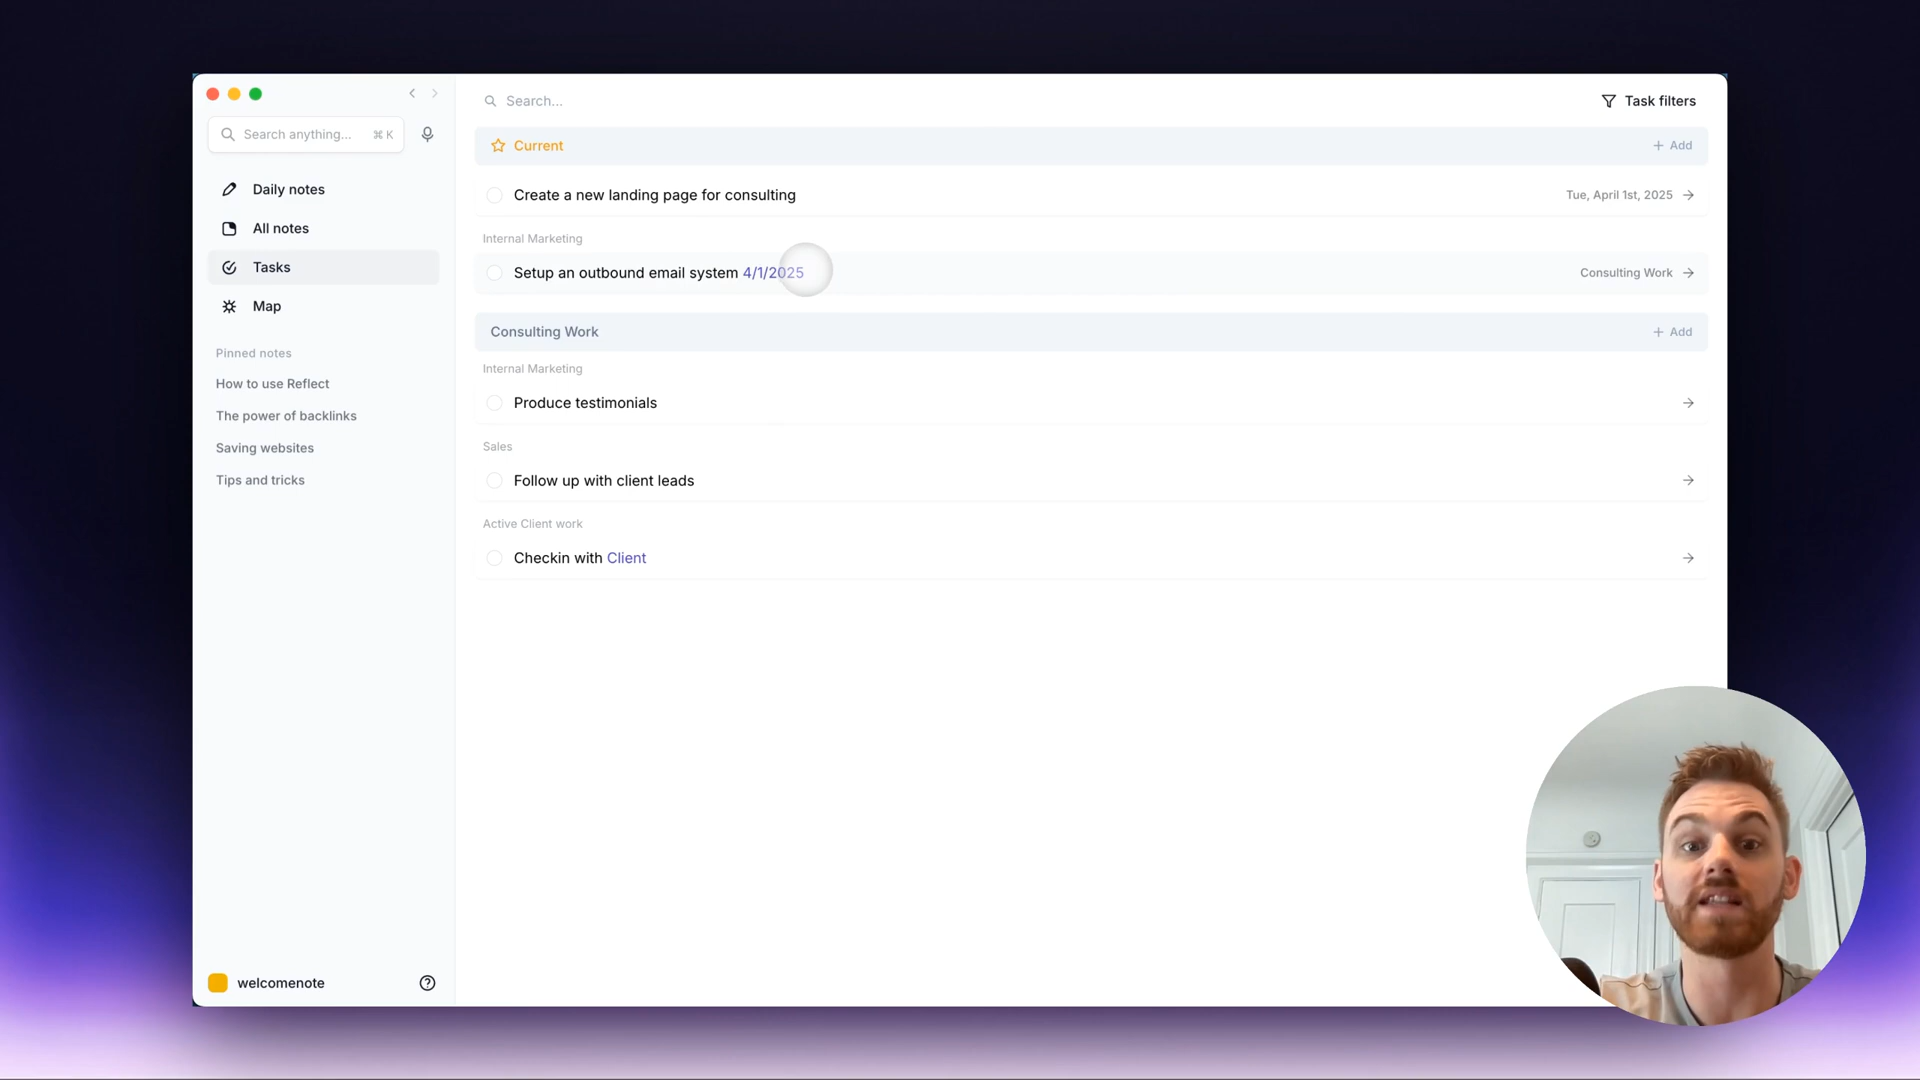 Search...
Task filters
Search anything... ⌘ K
Daily notes
All notes
Tasks
Map
Pinned notes
How to use Reflect
The power of backlinks
Saving websites
Tips and tricks
welcomenote
Current
+ Add
Create a new landing page for consulting
Tue, April 1st, 2025
Internal Marketing
Setup an outbound email system 4/1/2025
Consulting Work
Consulting Work
+ Add
Internal Marketing
Produce testimonials
Sales
Follow up with client leads
Active Client work
Checkin with Client